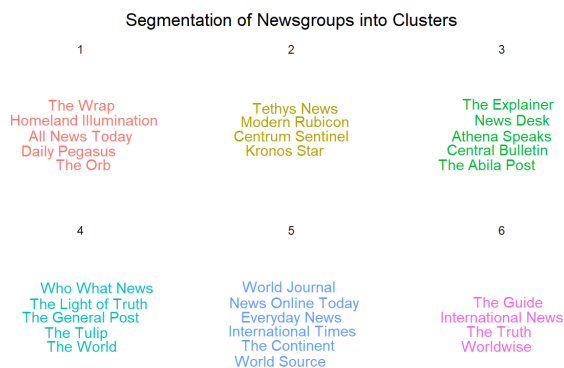 Segmentation of Newsgroups into Clusters
1
The Wrap
Homeland Illumination
All News Today
Daily Pegasus
The Orb
2
Tethys News
Modern Rubicon
Centrum Sentinel
Kronos Star
3
The Explainer
News Desk
Athena Speaks
Central Bulletin
The Abila Post
4
Who What News
The Light of Truth
The General Post
The Tulip
The World
5
World Journal
News Online Today
Everyday News
International Times
The Continent
World Source
6
The Guide
International News
The Truth
Worldwise